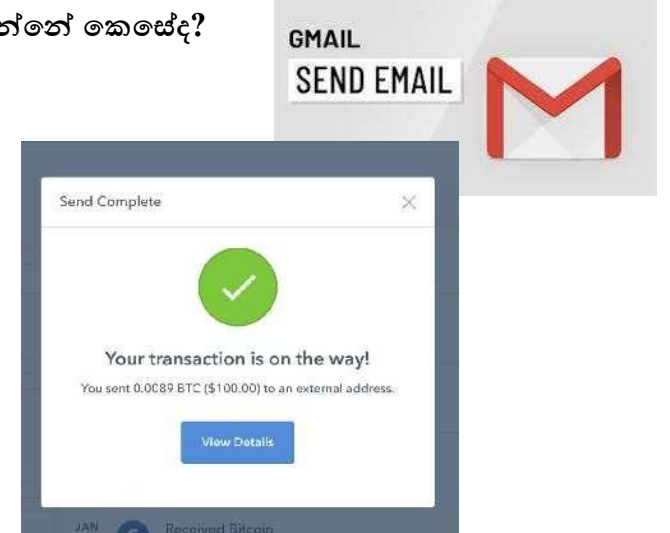 න්නේ කෙසේද?
GMAIL
SEND EMAIL
Send Complete
Your transaction is on the way!
You sent 0.0089 BTC ($100.00) to an external address.
View Details
JAN
Received Bitcoin